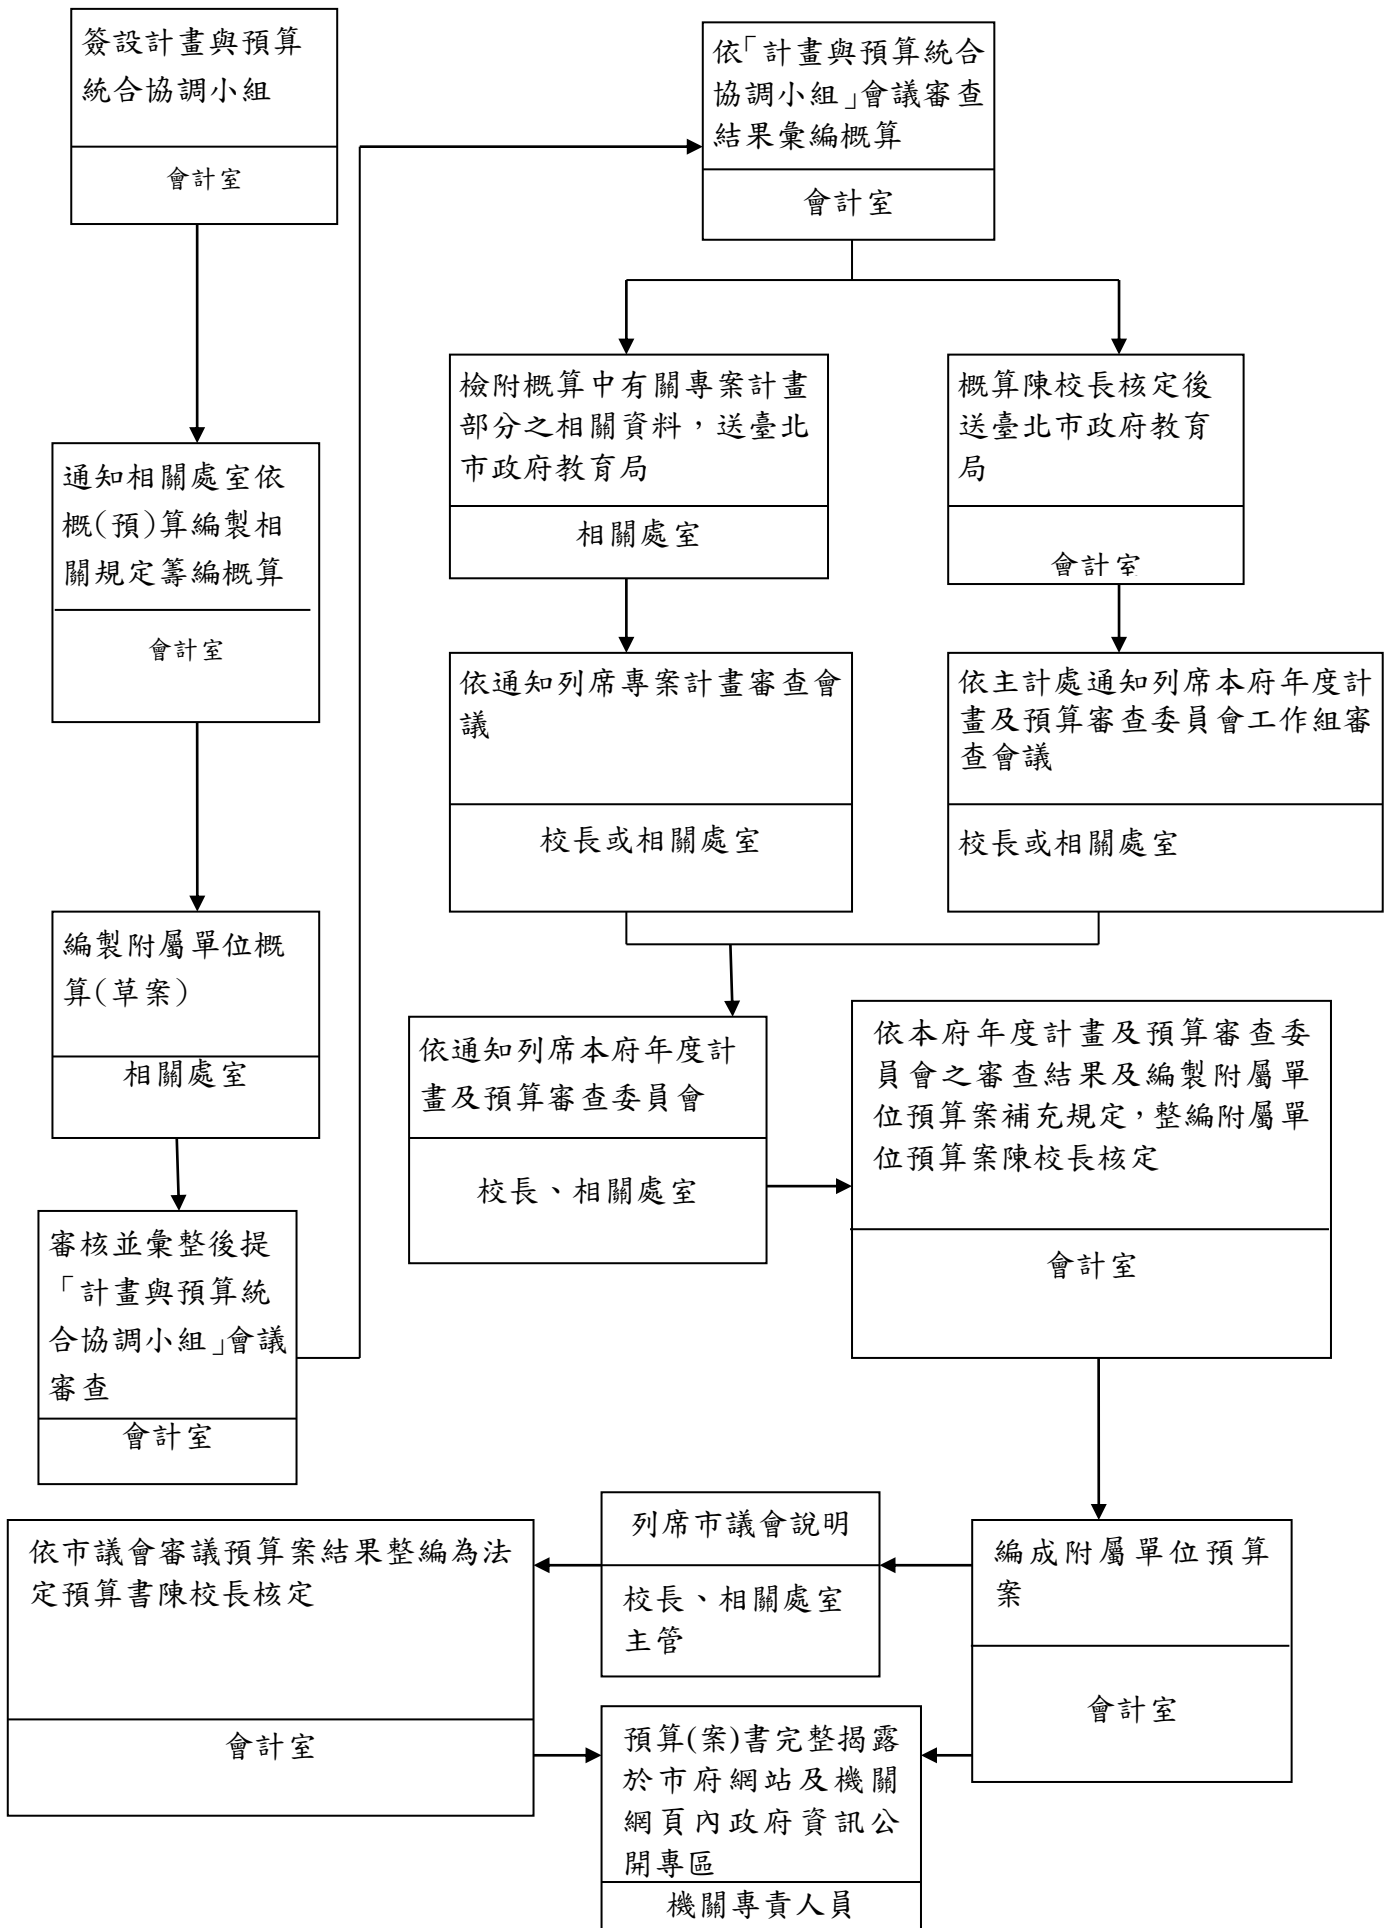 簽設計畫與預算
統合協調小組
會計室
通知相關處室依
概(預)算編製相
關規定籌編概算
會計室
編製附屬單位概
算(草案)
相關處室
審核並彙整後提
「計畫與預算統
合協調小組」會議
審查
會計室
依「計畫與預算統合
協調小組」會議審查
結果彙編概算
會計室
檢附概算中有關專案計畫
部分之相關資料，送臺北
市政府教育局
相關處室
概算陳校長核定後
送臺北市政府教育
局
會計室
依通知列席專案計畫審查會
議
校長或相關處室
依主計處通知列席本府年度計
畫及預算審查委員會工作組審
查會議
校長或相關處室
依通知列席本府年度計
畫及預算審查委員會
校長、相關處室
依本府年度計畫及預算審查委
員會之審查結果及編製附屬單
位預算案補充規定，整編附屬單
位預算案陳校長核定
會計室
編成附屬單位預算
案
會計室
列席市議會說明
校長、相關處室
主管
依市議會審議預算案結果整編為法
定預算書陳校長核定
會計室
預算(案)書完整揭露
於市府網站及機關
網頁內政府資訊公
開專區
機關專責人員